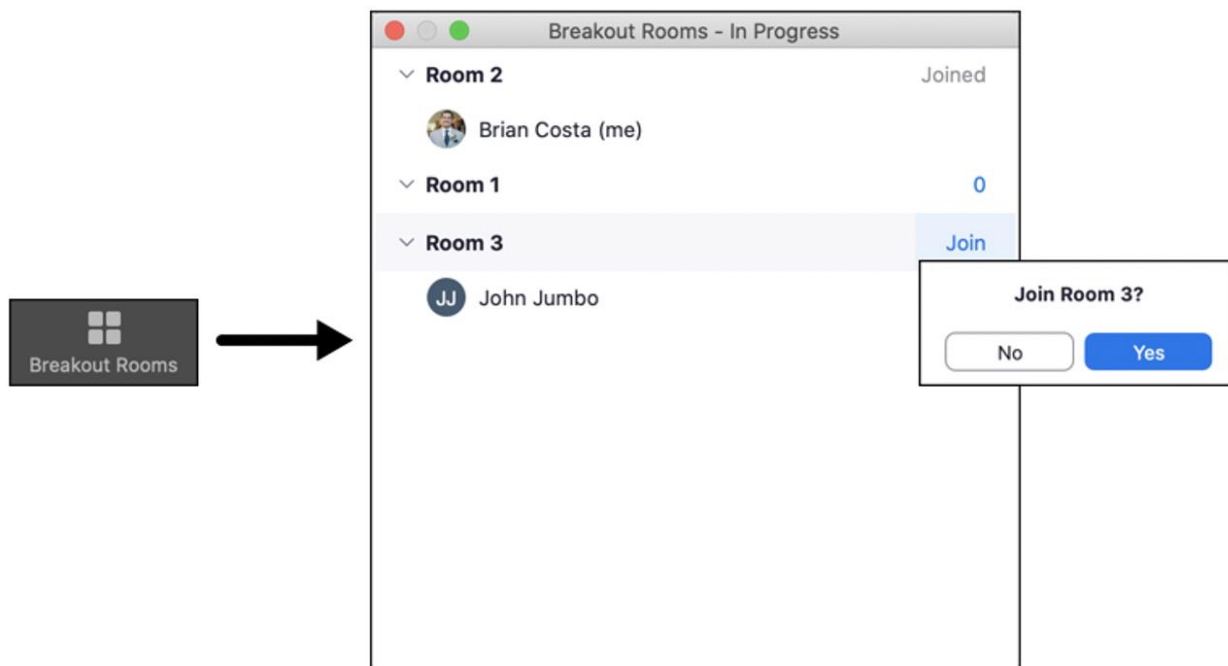 Breakout Rooms - In Progress
Room 2 Joined
Brian Costa (me)
Room 1 0
Room 3 Join
JJ John Jumbo
Join Room 3?
No Yes
Breakout Rooms